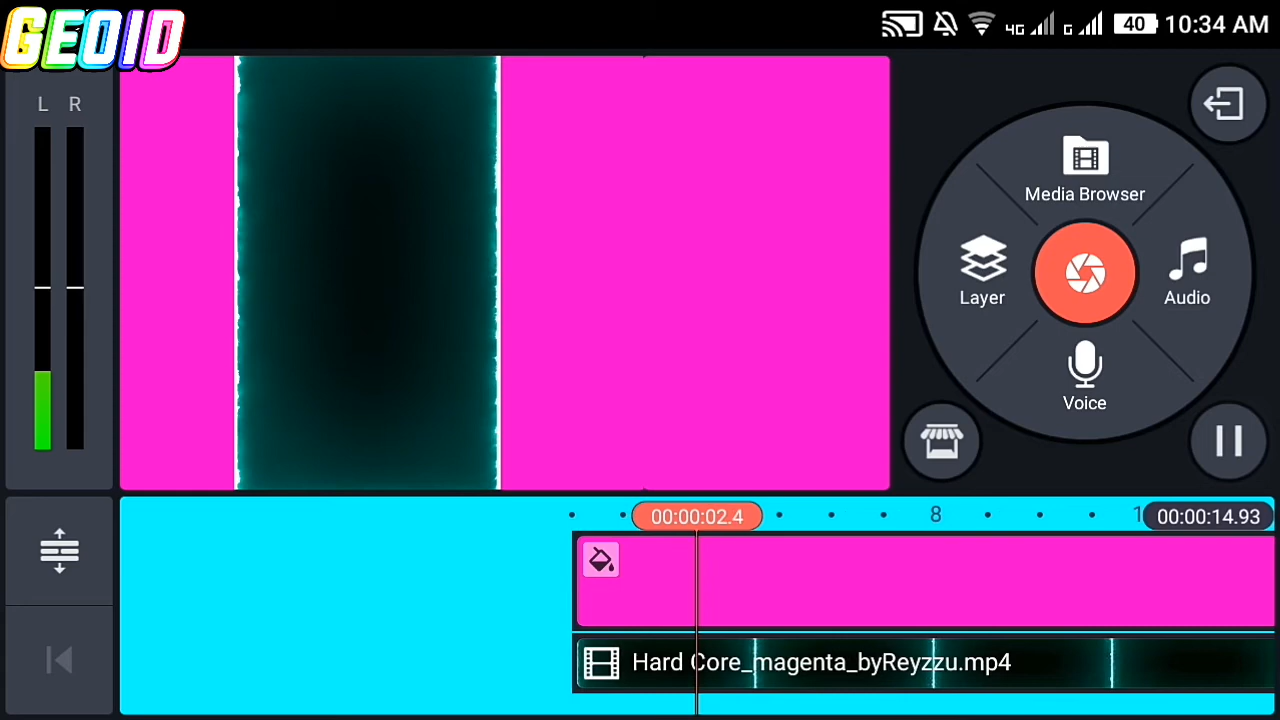 GEOID
4G
G
40
10:34 AM
L R
Media Browser
Layer
Audio
Voice
00:00:02.4
8
1
00:00:14.93
Hard Core_magenta_byReyzzu.mp4